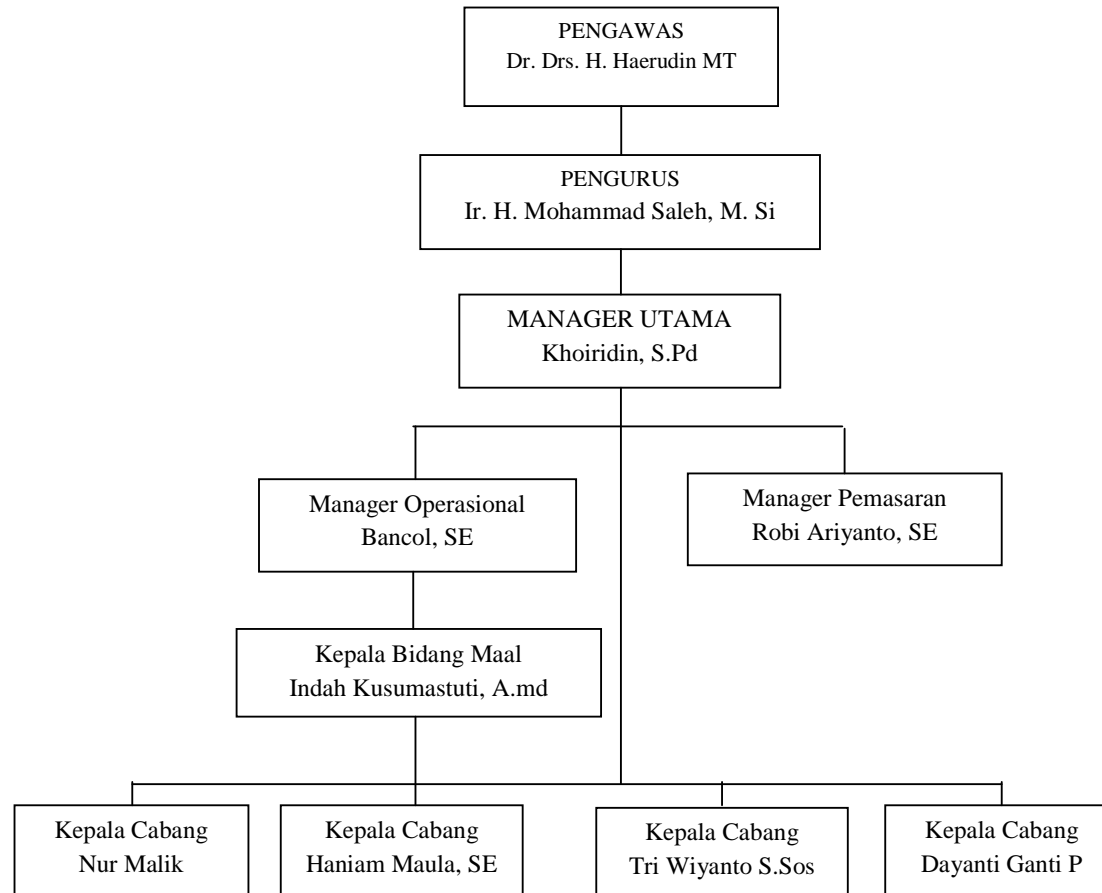 PENGAWAS
Dr. Drs. H. Haerudin MT
PENGURUS
Ir. H. Mohammad Saleh, M. Si
MANAGER UTAMA
Khoiridin, S.Pd
Manager Operasional
Bancol, SE
Manager Pemasaran
Robi Ariyanto, SE
Kepala Bidang Maal
Indah Kusumastuti, A.md
Kepala Cabang
Nur Malik
Kepala Cabang
Haniam Maula, SE
Kepala Cabang
Tri Wiyanto S.Sos
Kepala Cabang
Dayanti Ganti P